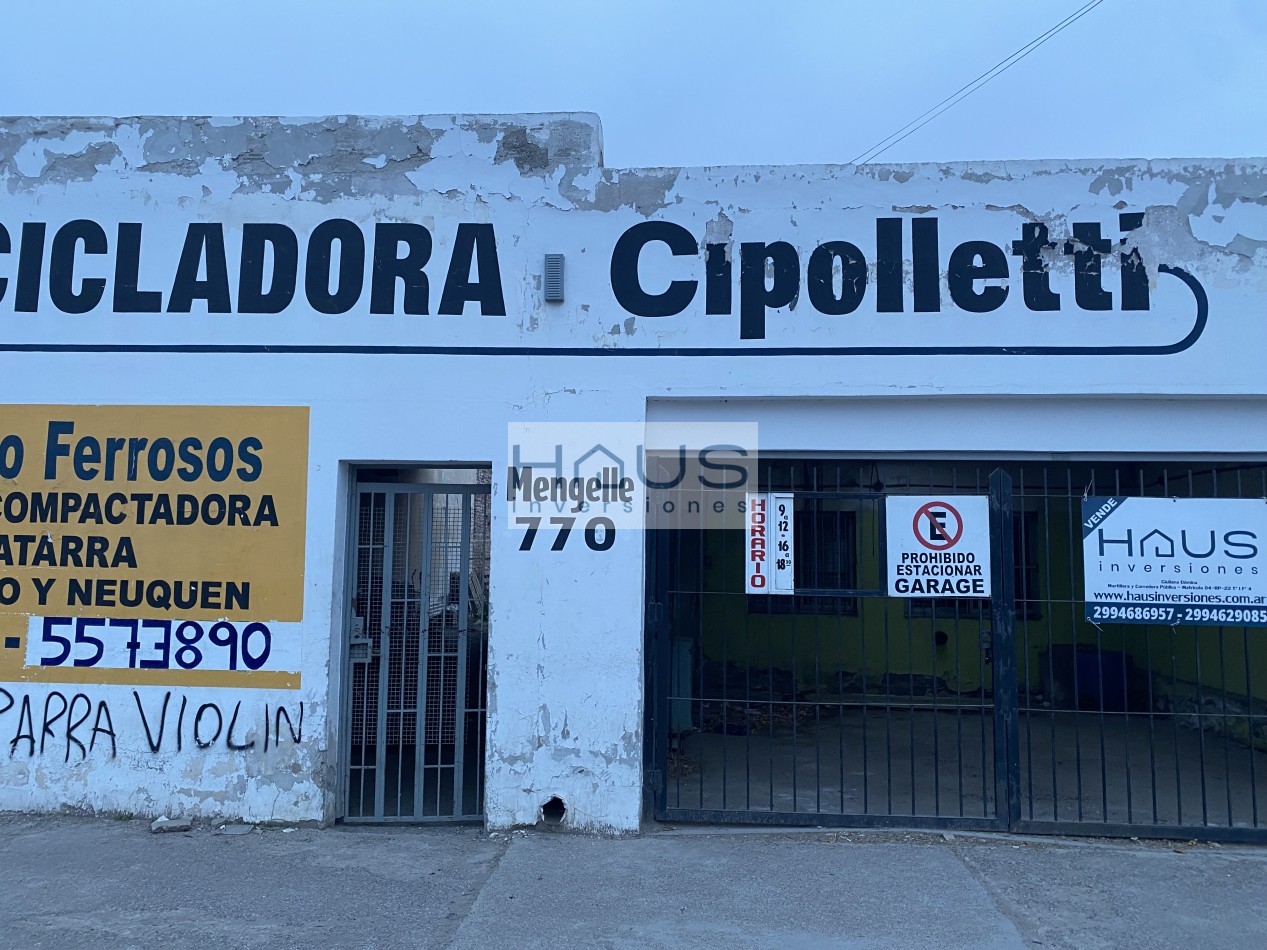 CICLADORA Cipolletti
o Ferrosos
COMPACTADORA
ATARRA
O Y NEUQUEN
- 5573890
PARRA VIOLIN
Mengelle
770
HAUS
inversiones
HORARIO
9
a
12
16
a
18³⁰
E
PROHIBIDO
ESTACIONAR
GARAGE
VENDE
HAUS
inversiones
www.hausinversiones.com.ar
2994686957 - 2994629085